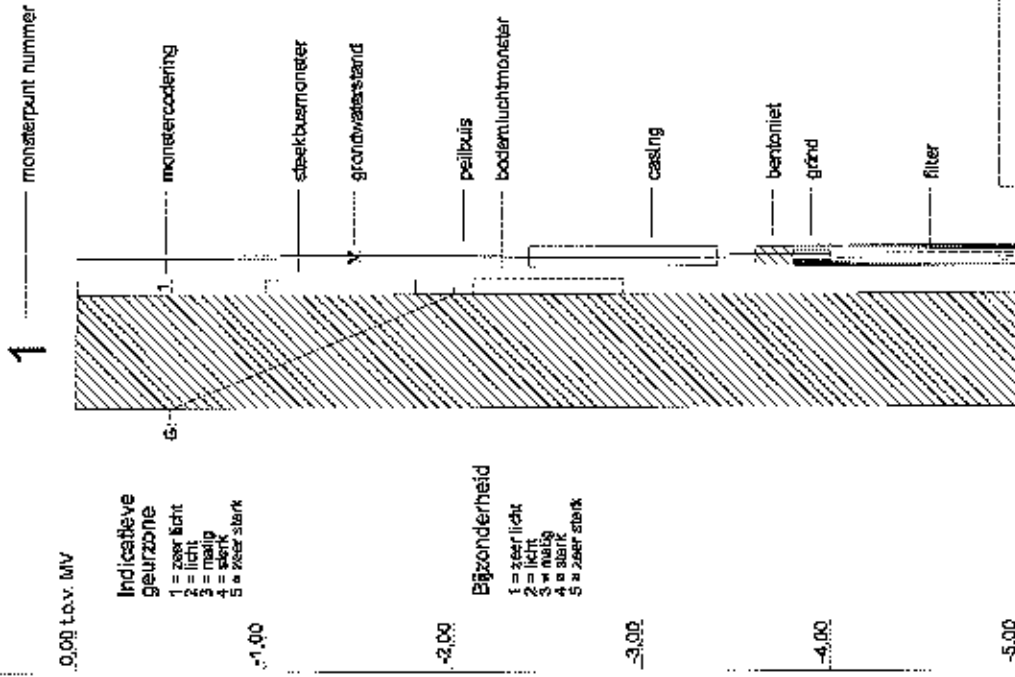 1
monsterpunt nummer
0,00 t.o.v. MV
Indicatieve
geurzone
1 = zeer licht
2 = licht
3 = matig
4 = sterk
5 = zeer sterk
G:
1
monstercodering
steekbusmonster
grondwaterstand
peilbuis
bodemluchtmonster
casing
bentoniet
grind
filter
Bijzonderheid
1 = zeer licht
2 = licht
3 = matig
4 = sterk
5 = zeer sterk
-1,00
-2,00
-3,00
-4,00
-5,00